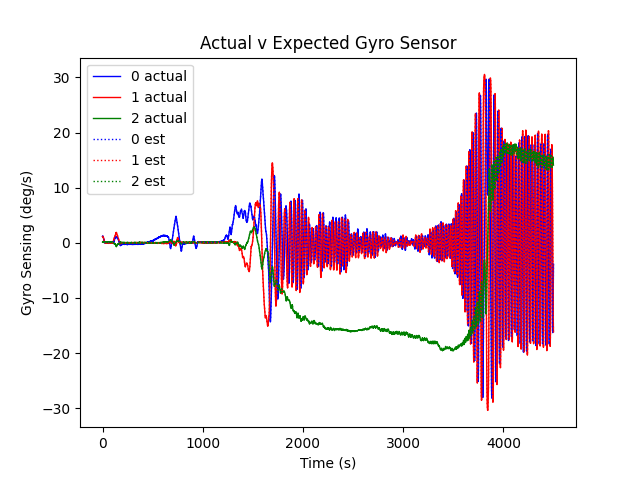 Actual v Expected Gyro Sensor
30
20
10
0
−10
−20
−30
Gyro Sensing (deg/s)
0 actual
1 actual
2 actual
0 est
1 est
2 est
0
1000
2000
3000
4000
Time (s)